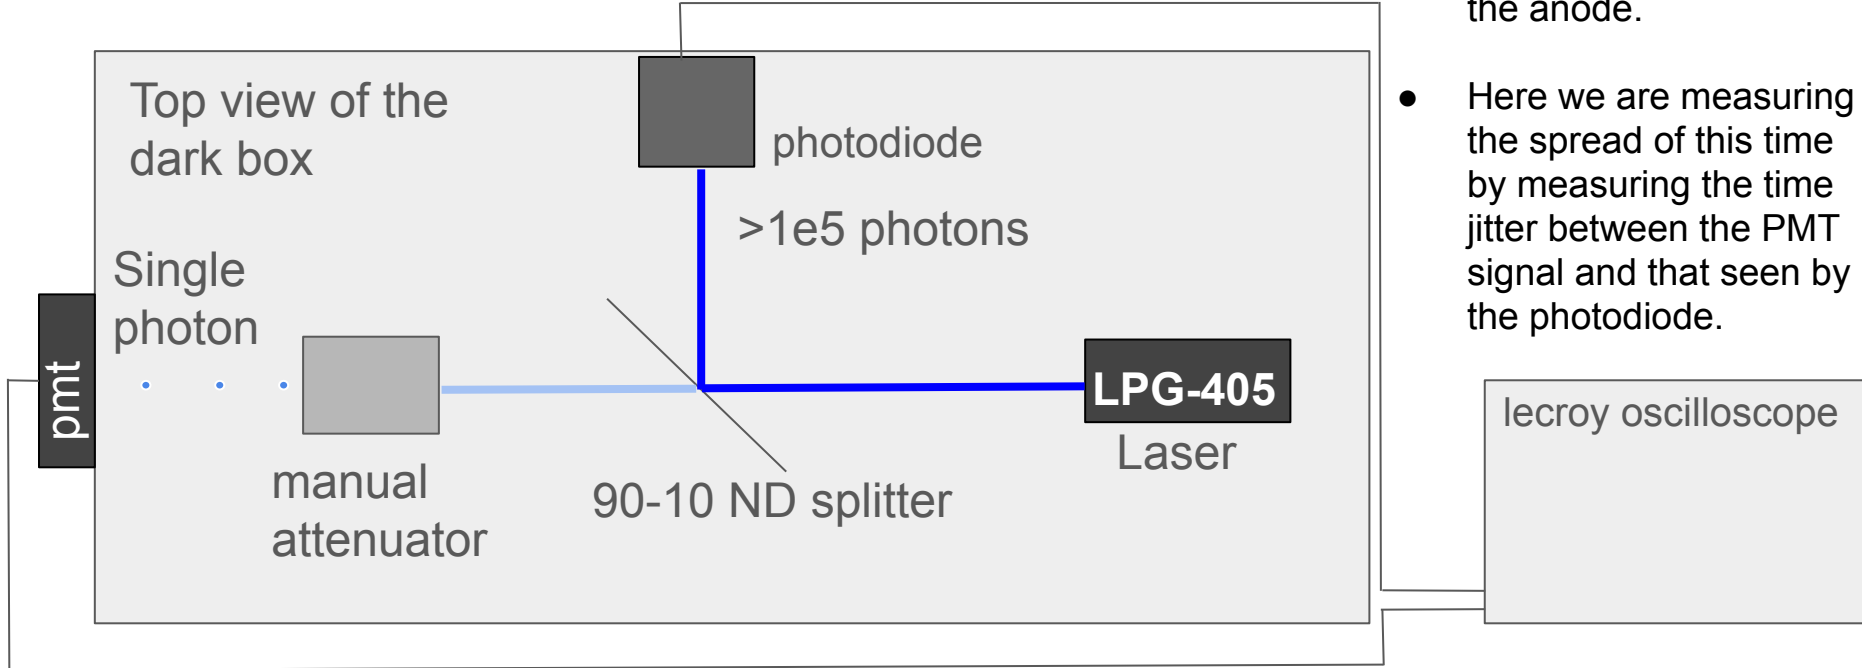 the anode.
● Here we are measuring
the spread of this time
by measuring the time
jitter between the PMT
signal and that seen by
the photodiode.
Top view of the
dark box
photodiode
>1e5 photons
Single
photon
pmt
LPG-405
Laser
manual
attenuator
90-10 ND splitter
lecroy oscilloscope